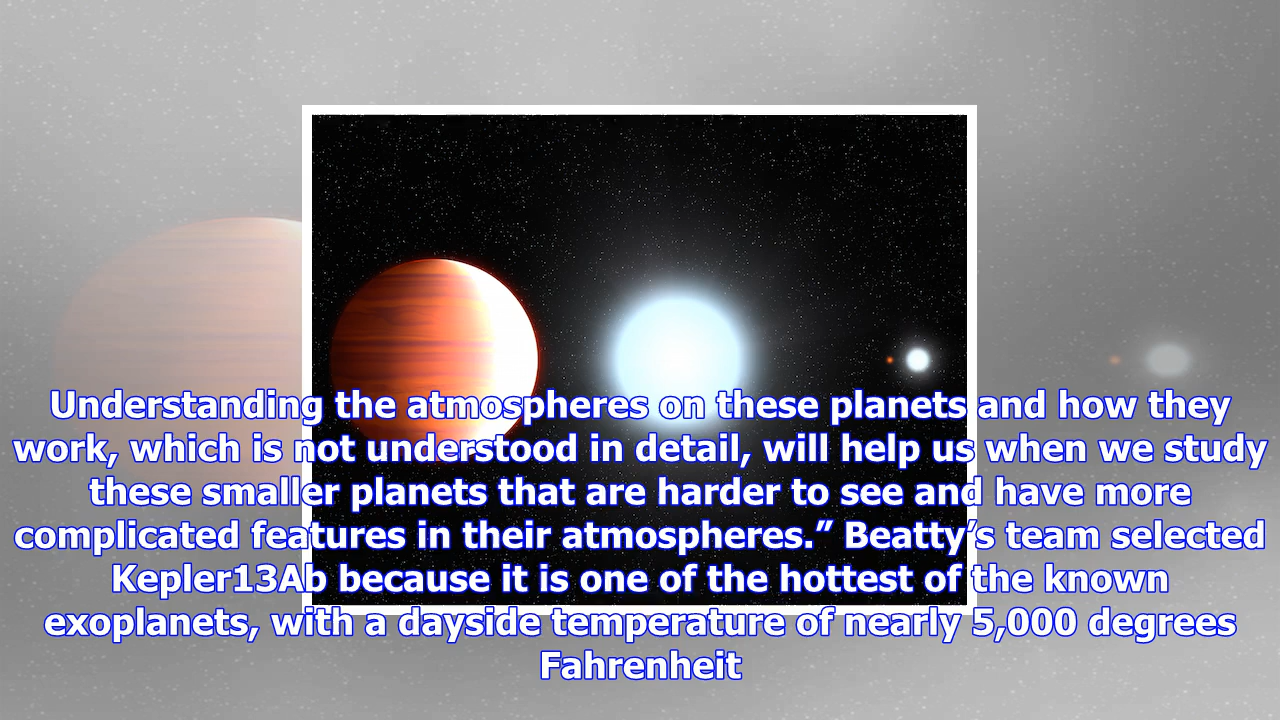 Understanding the atmospheres on these planets and how they
work, which is not understood in detail, will help us when we study
these smaller planets that are harder to see and have more
complicated features in their atmospheres.” Beatty’s team selected
Kepler13Ab because it is one of the hottest of the known
exoplanets, with a dayside temperature of nearly 5,000 degrees
Fahrenheit